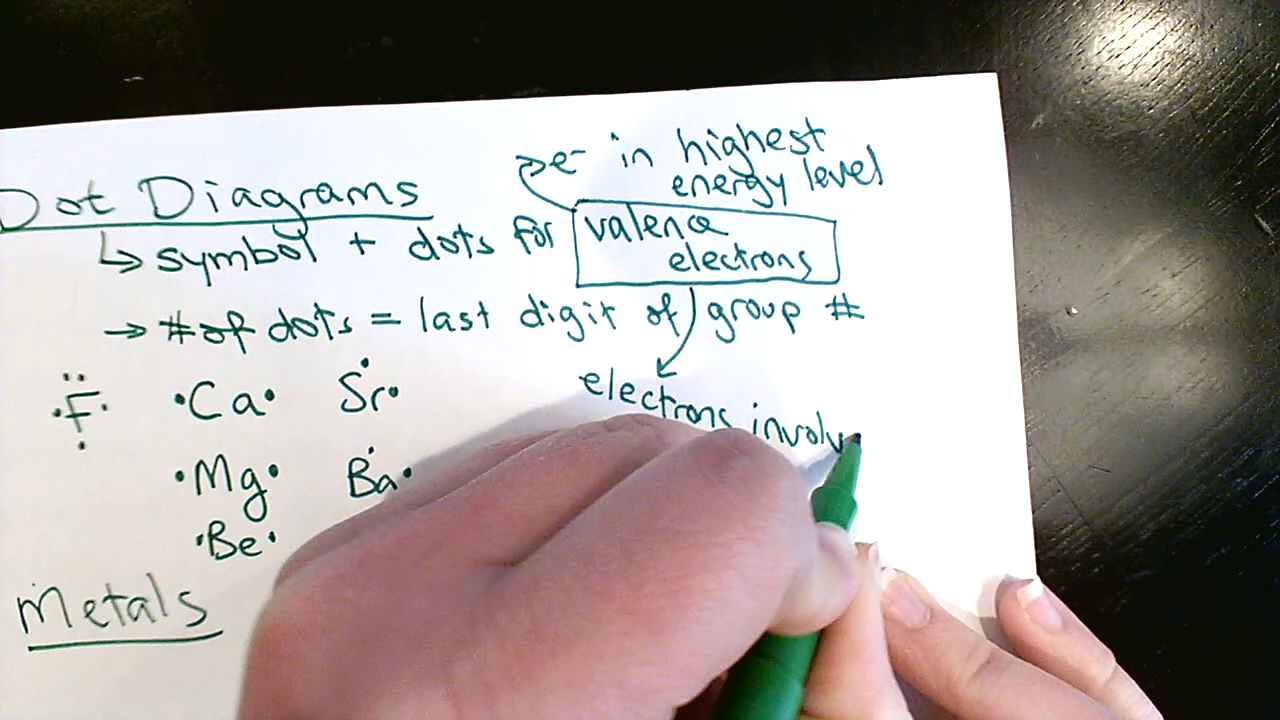 e- in highest
energy level
Dot Diagrams
↳ symbol + dots for valence
electrons
→ # of dots = last digit of group #
F Ca Sr
electrons involv
Mg Ba
Be
Metals